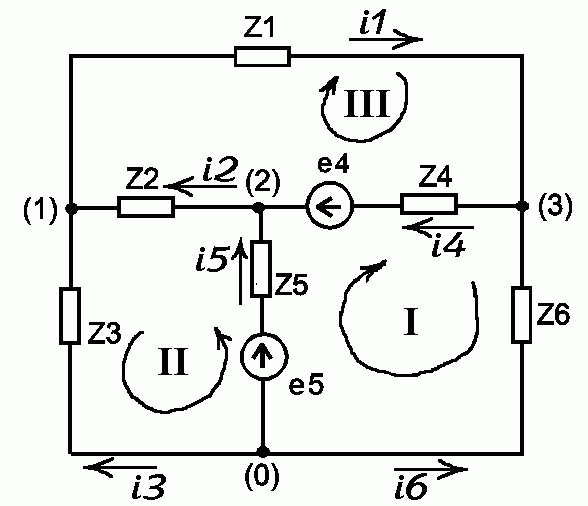 Z1
i1
III
e4
i2
Z2
(2)
Z4
(1)
(3)
i4
i5
Z5
I
Z3
Z6
II
e5
(0)
i3
i6